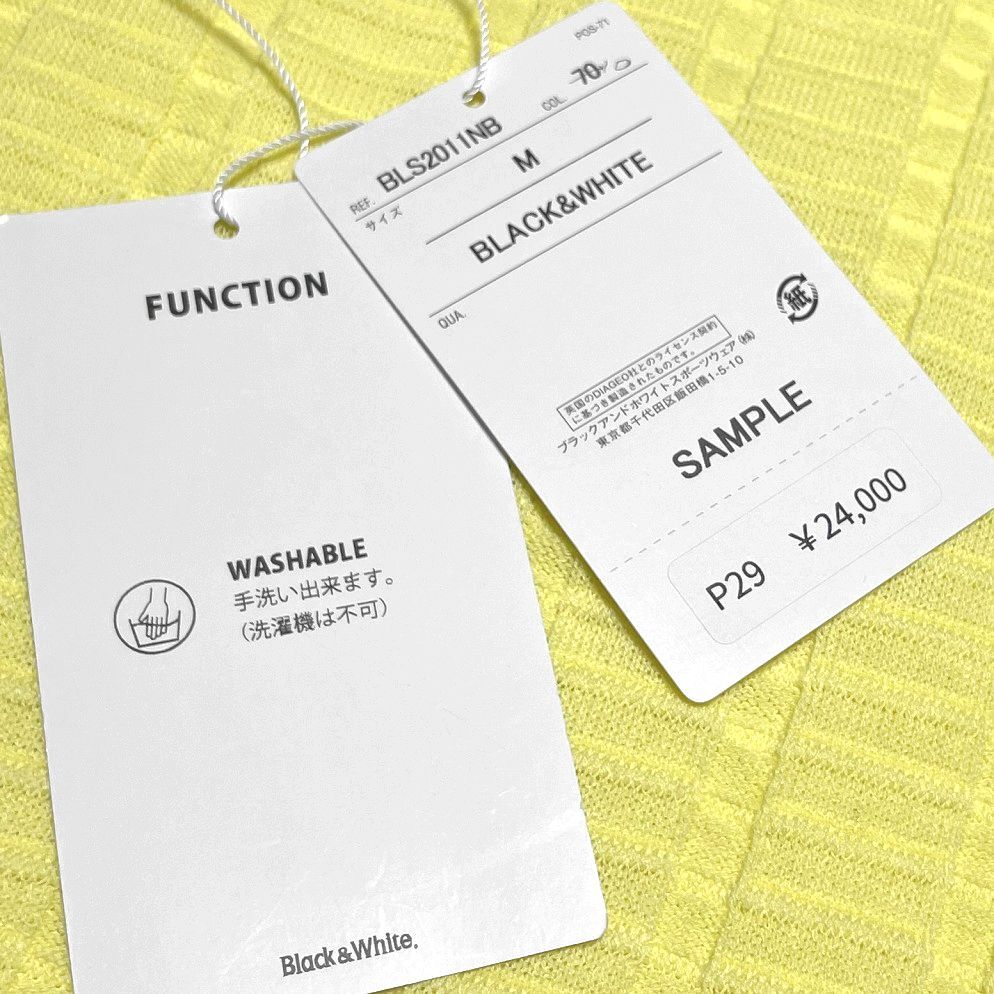 FUNCTION
WASHABLE
手洗い出来ます。
(洗濯機は不可)
Black&White.
POS-71
REF. BLS2011NB COL. 70
サイズ M
BLACK&WHITE
QUA.
紙
英国のDIAGEO社とのライセンス契約
に基づき製造されたものです。
ブラックアンドホワイトスポーツウェア(株)
東京都千代田区飯田橋1-5-10
SAMPLE
P29 ¥24,000